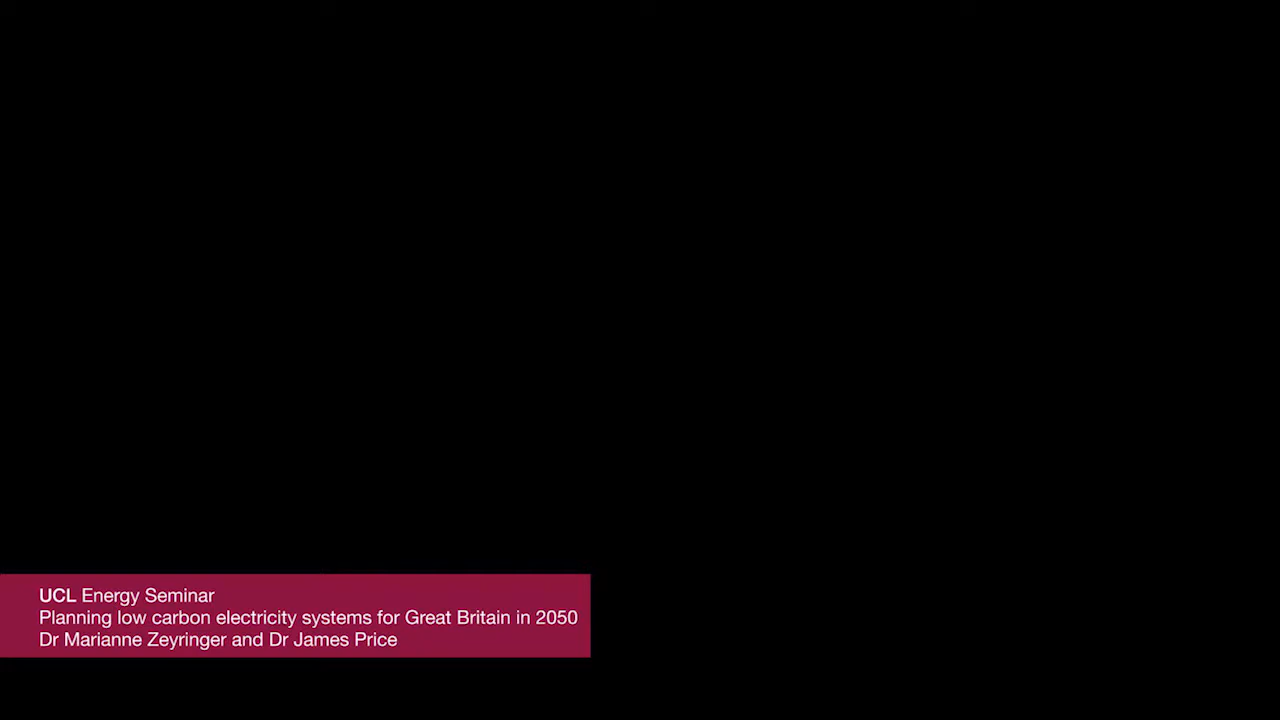 UCL Energy Seminar
Planning low carbon electricity systems for Great Britain in 2050
Dr Marianne Zeyringer and Dr James Price